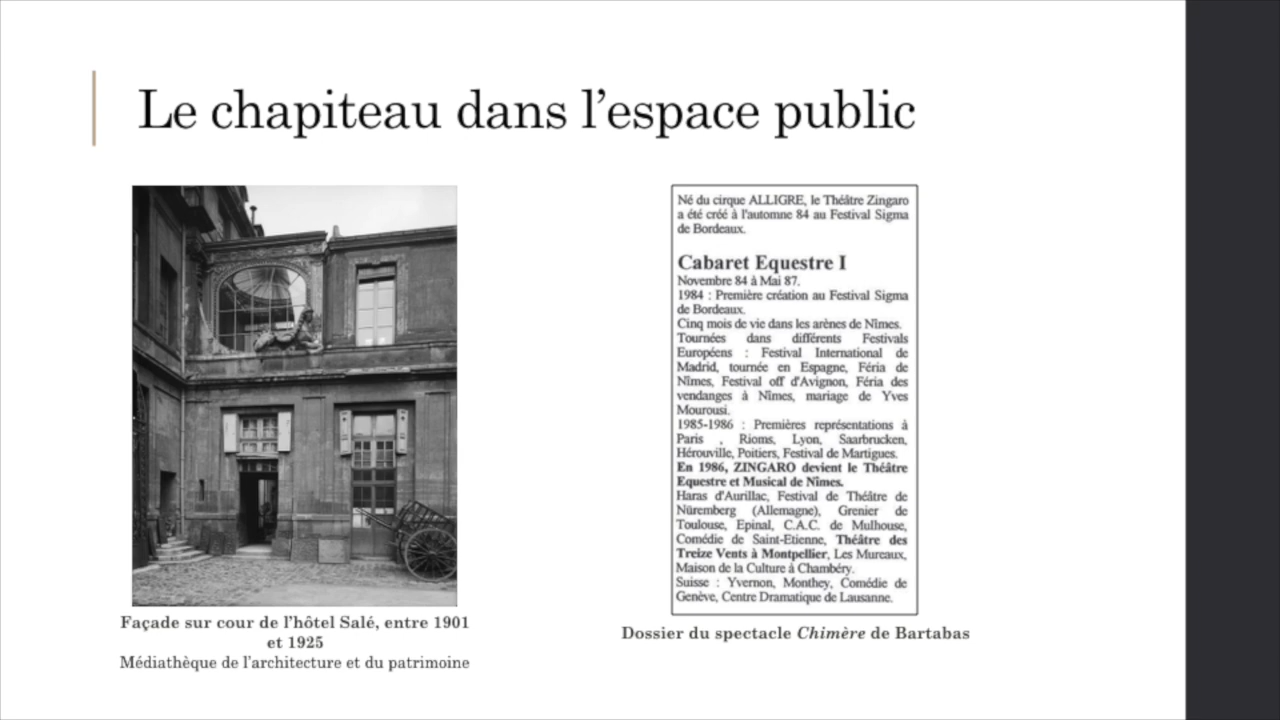 Le chapiteau dans l’espace public
Façade sur cour de l’hôtel Salé, entre 1901
et 1925
Médiathèque de l’architecture et du patrimoine
Né du cirque ALLIGRE, le Théâtre Zingaro
a été créé à l'automne 84 au Festival Sigma
de Bordeaux.
Cabaret Equestre I
Novembre 84 à Mai 87.
1984 : Première création au Festival Sigma
de Bordeaux.
Cinq mois de vie dans les arènes de Nîmes.
Tournées dans différents Festivals
Européens : Festival International de
Madrid, tournée en Espagne, Féria de
Nîmes, Festival off d'Avignon, Féria des
vendanges à Nîmes, mariage de Yves
Mourousi.
1985-1986 : Premières représentations à
Paris , Rioms, Lyon, Saarbrucken,
Hérouville, Poitiers, Festival de Martigues.
En 1986, ZINGARO devient le Théâtre
Equestre et Musical de Nîmes.
Haras d'Aurillac, Festival de Théâtre de
Nüremberg (Allemagne), Grenier de
Toulouse, Epinal, C.A.C. de Mulhouse,
Comédie de Saint-Etienne, Théâtre des
Treize Vents à Montpellier, Les Mureaux,
Maison de la Culture à Chambéry.
Suisse : Yvernon, Monthey, Comédie de
Genève, Centre Dramatique de Lausanne.
Dossier du spectacle Chimère de Bartabas